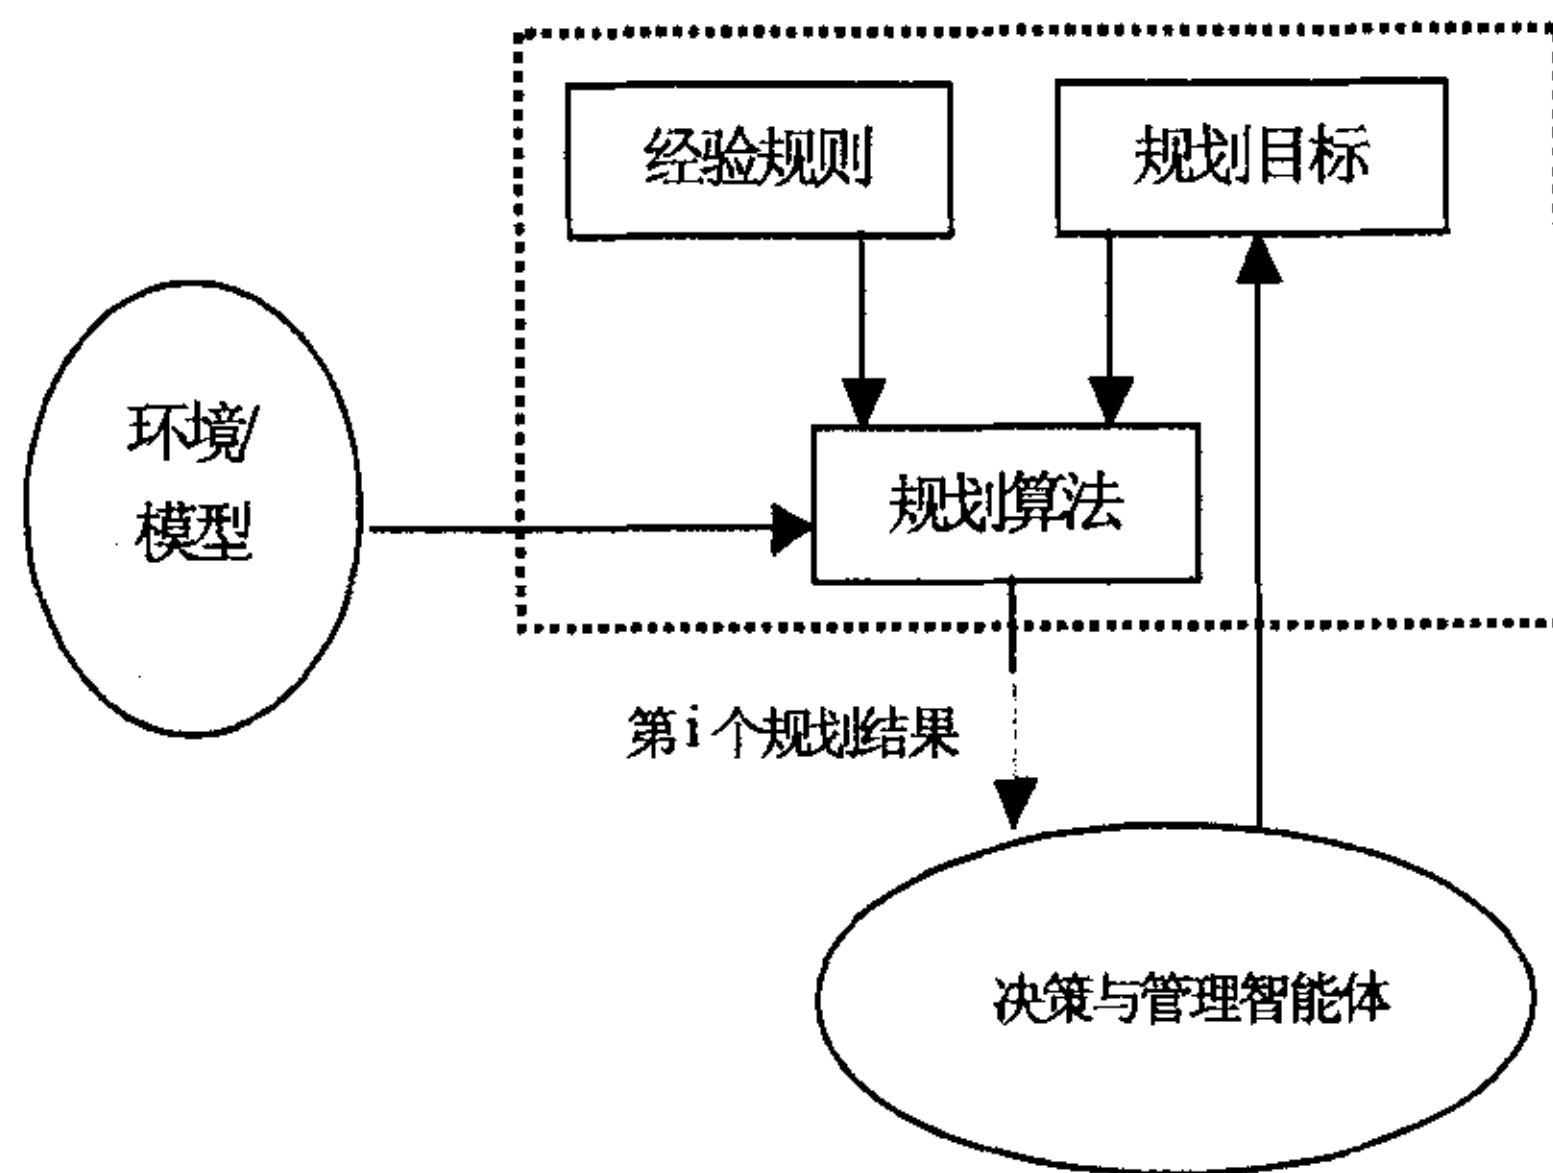 经验规则
规划目标
环境/
模型
规划算法
第i个规划结果
决策与管理智能体